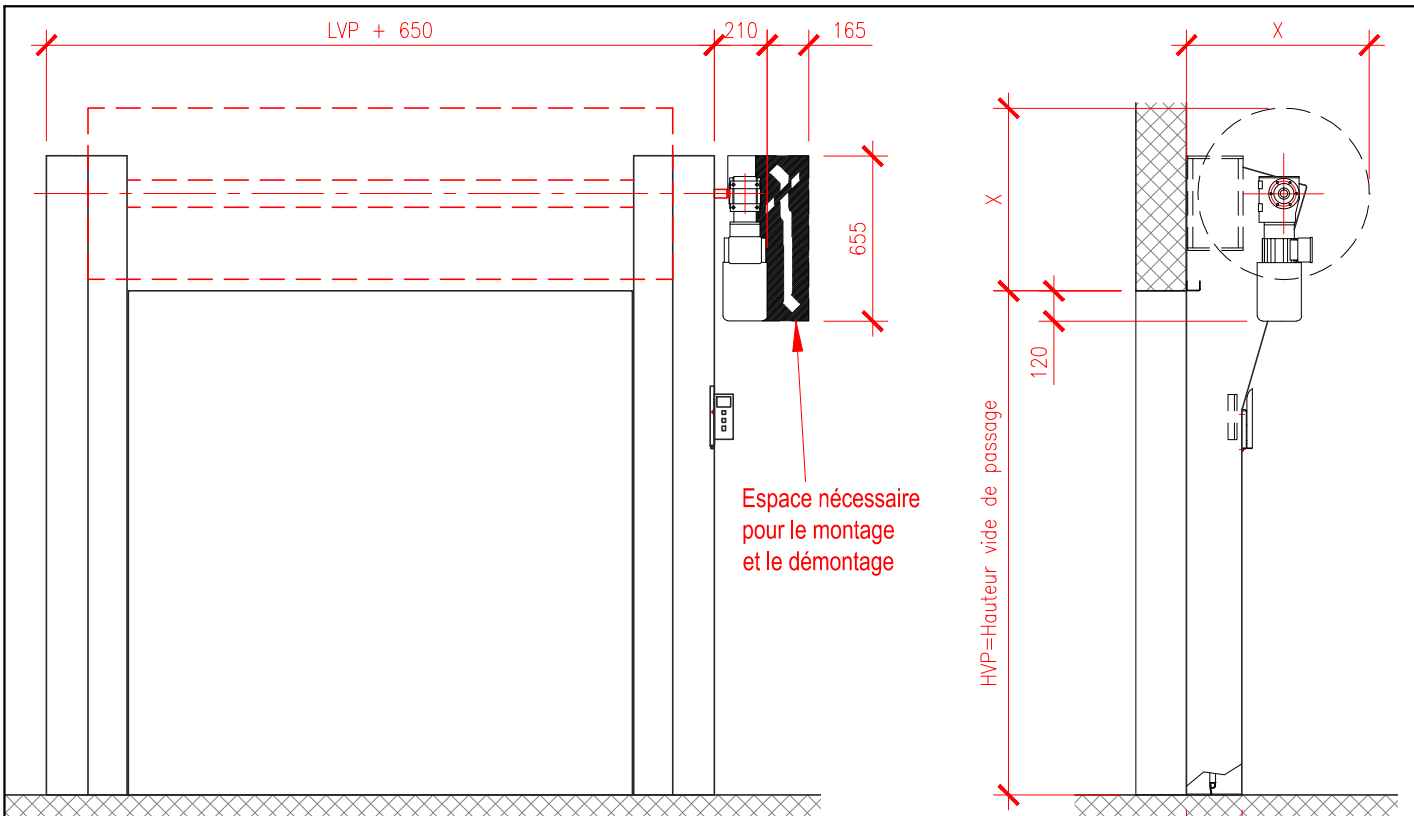 LVP + 650
210
165
X
X
655
120
HVP=Hauteur vide de passage
Espace nécessaire
pour le montage
et le démontage